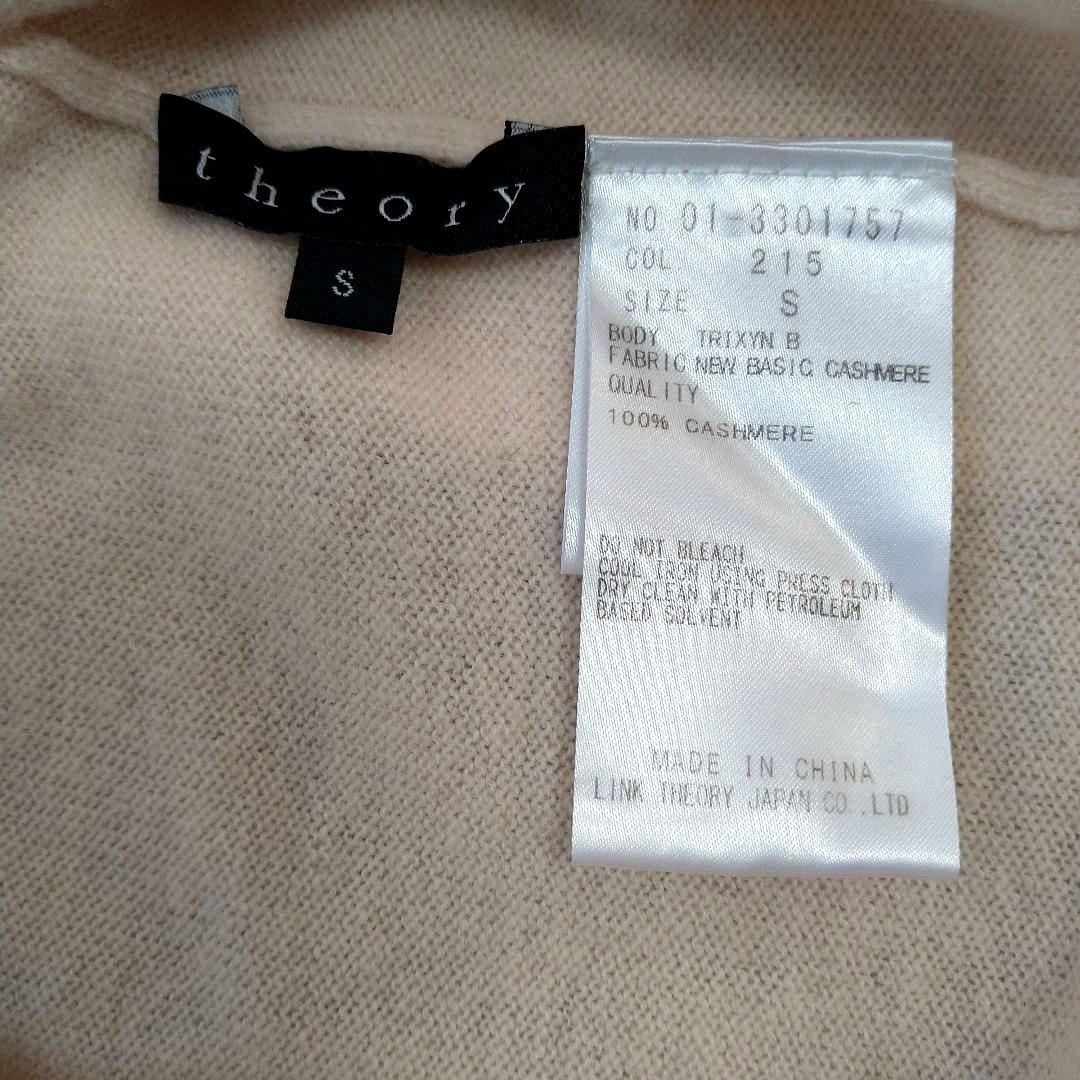 theory
S
NO. 01-3301757
COL. 215
SIZE S
BODY TRIXYN B
FABRIC NEW BASIC CASHMERE
QUALITY
100% CASHMERE
DO NOT BLEACH
COOL IRON USING PRESS CLOTH
DRY CLEAN WITH PETROLEUM
BASED SOLVENT
MADE IN CHINA
LINK THEORY JAPAN CO.,LTD